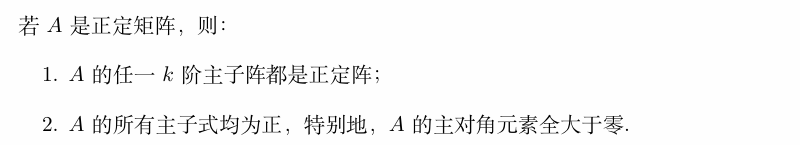 若 A 是正定矩阵，则：
1. A 的任一 k 阶主子阵都是正定阵；
2. A 的所有主子式均为正，特别地，A 的主对角元素全大于零.